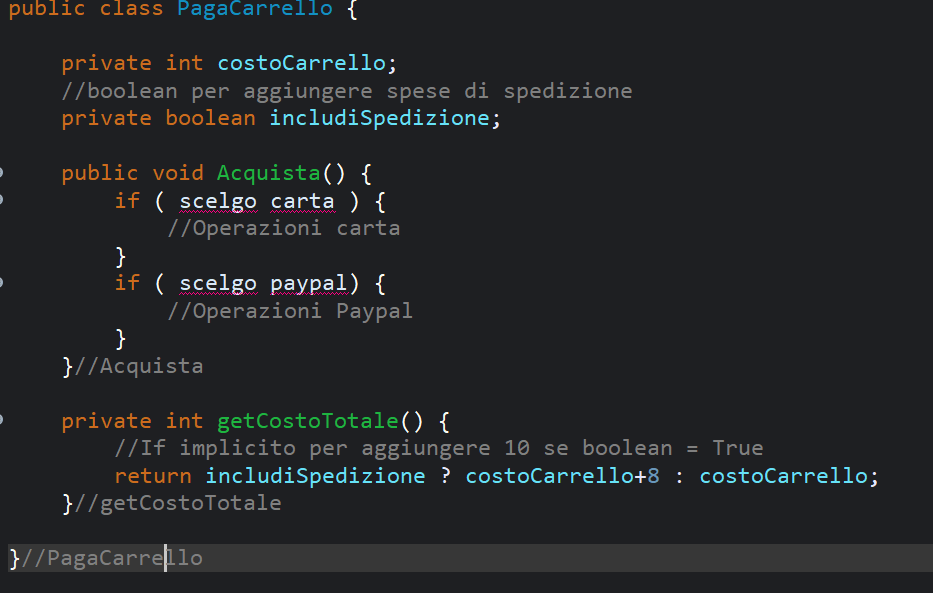 public class PagaCarrello {
private int costoCarrello;
//boolean per aggiungere spese di spedizione
private boolean includiSpedizione;
public void Acquista() {
if ( scelgo carta ) {
//Operazioni carta
}
if ( scelgo paypal) {
//Operazioni Paypal
}
}//Acquista
private int getCostoTotale() {
//If implicito per aggiungere 10 se boolean = True
return includiSpedizione ? costoCarrello+8 : costoCarrello;
}//getCostoTotale
}//PagaCarrello